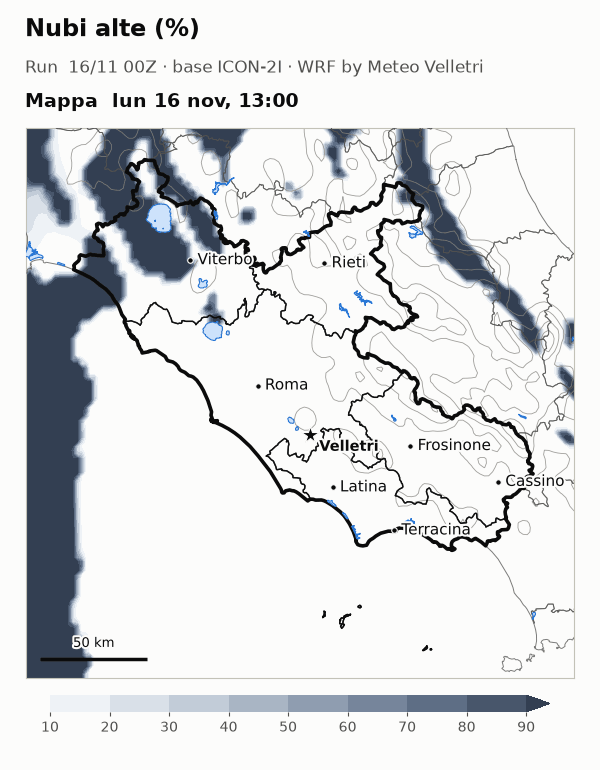 Nubi alte (%)
Run 16/11 00Z · base ICON-2I · WRF by Meteo Velletri
Mappa lun 16 nov, 13:00
Viterbo
Rieti
Roma
Velletri
Frosinone
Latina
Cassino
Terracina
50 km
10 20 30 40 50 60 70 80 90